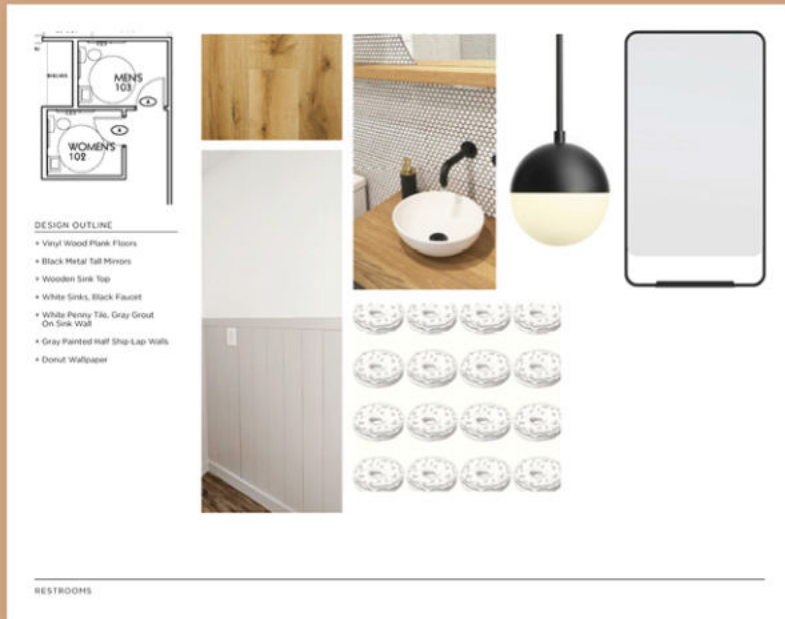 MENS
103
WOMEN'S
102
DESIGN OUTLINE
+ Vinyl Wood Plank Floors
+ Black Metal Tall Mirrors
+ Wooden Sink Top
+ White Sinks, Black Faucet
+ White Penny Tile, Gray Grout
On Sink Wall
+ Gray Painted Half Ship-Lap Walls
+ Donut Wallpaper
RESTROOMS